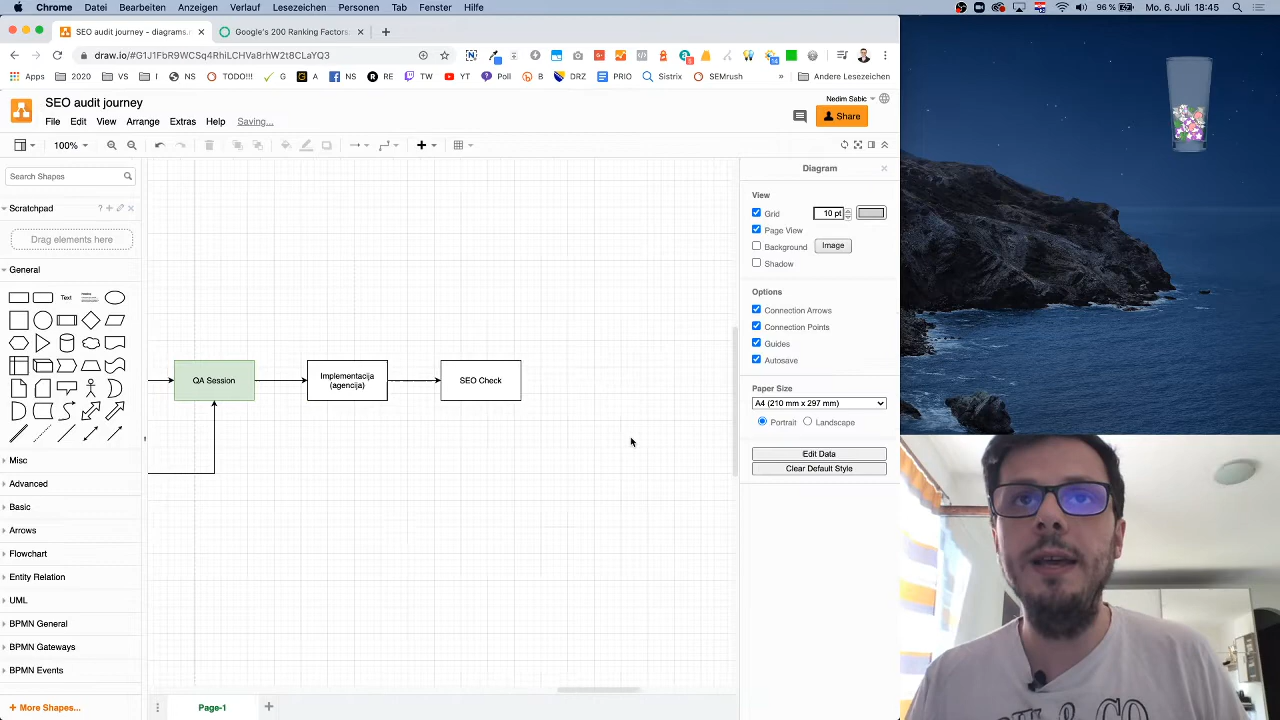 Chrome Datei Bearbeiten Anzeigen Verlauf Lesezeichen Personen Tab Fenster Hilfe
96 % Mo. 6. Juli 18:45
SEO audit journey - diagrams.n
Google's 200 Ranking Factors:
draw.io/#G1J1FbR9WCSq4RhiLCHVa8rhW2t8CLaYQ3
Apps 2020 VS I NS TODO!!! G A NS RE TW YT Poll B DRZ PRIO Sistrix SEMrush » Andere Lesezeichen
SEO audit journey
Nedim Sabic
File Edit View Arrange Extras Help Saving...
Share
100%
Search Shapes
Diagram
Scratchpad
Drag elements here
General
Text
View
Grid 10 pt
Page View
Background Image
Shadow
Options
Connection Arrows
Connection Points
Guides
Autosave
Paper Size
A4 (210 mm x 297 mm)
Portrait Landscape
Edit Data
Clear Default Style
QA Session
Implementacija
(agencija)
SEO Check
Misc
Advanced
Basic
Arrows
Flowchart
Entity Relation
UML
BPMN General
BPMN Gateways
BPMN Events
+ More Shapes...
Page-1